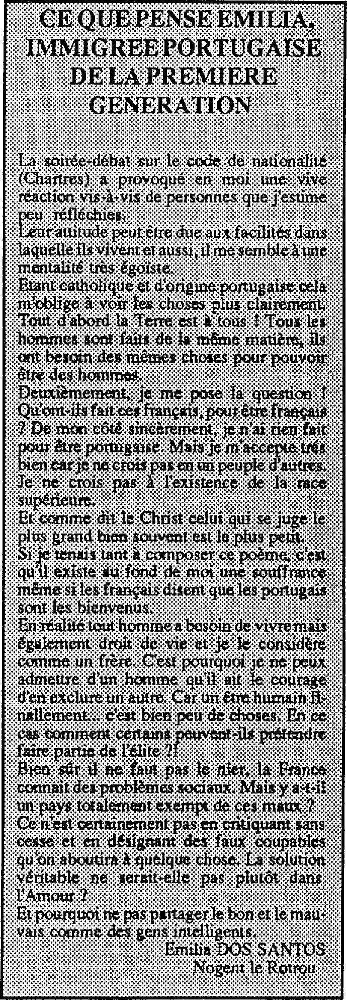 CE QUE PENSE EMILIA,
IMMIGREE PORTUGAISE
DE LA PREMIERE
GENERATION
La soirée-débat sur le code de nationalité
(Chartres) a provoqué en moi une vive
réaction vis-à-vis de personnes que j'estime
peu réfléchies.
Leur attitude peut être due aux facilités dans
laquelle ils vivent et aussi, il me semble à une
mentalité très égoïste.
Etant catholique et d'origine portugaise cela
m'oblige à voir les choses plus clairement.
Tout d'abord la Terre est à tous ! Tous les
hommes sont faits de la même matière, ils
ont besoin des mêmes choses pour pouvoir
être des hommes.
Deuxièmement, je me pose la question !
Qu'ont-ils fait ces français, pour être français
? De mon côté sincèrement, je n'ai rien fait
pour être portugaise. Mais je m'accepte très
bien car je ne crois pas en un peuple d'autres.
Je ne crois pas à l'existence de la race
supérieure.
Et comme dit le Christ celui qui se juge le
plus grand bien souvent est le plus petit.
Si je tenais tant à composer ce poème, c'est
qu'il existe au fond de moi une souffrance
même si les français disent que les portugais
sont les bienvenus.
En réalité tout homme a besoin de vivre mais
également droit de vie et je le considère
comme un frère. C'est pourquoi je ne peux
admettre d'un homme qu'il ait le courage
d'en exclure un autre. Car un être humain fi-
nallement... c'est bien peu de choses. En ce
cas comment certains peuvent-ils prétendre
faire partie de l'élite ?!
Bien sûr il ne faut pas le nier, la France
connait des problèmes sociaux. Mais y a-t-il
un pays totalement exempt de ces maux ?
Ce n'est certainement pas en critiquant sans
cesse et en désignant des faux coupables
qu'on aboutira à quelque chose. La solution
véritable ne serait-elle pas plutôt dans
l'Amour ?
Et pourquoi ne pas partager le bon et le mau-
vais comme des gens intelligents.
Emilia DOS SANTOS
Nogent le Rotrou